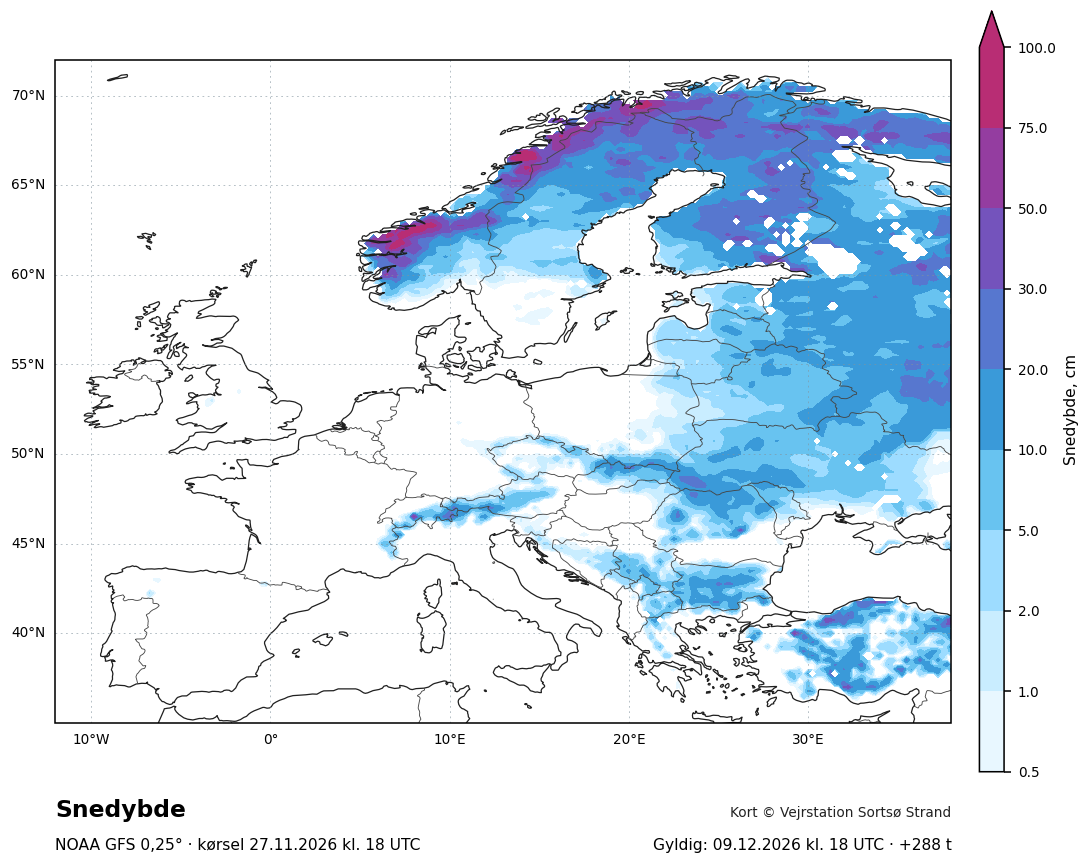 100.0
75.0
50.0
30.0
20.0
10.0
5.0
2.0
1.0
0.5
Snedybde, cm
70°N
65°N
60°N
55°N
50°N
45°N
40°N
10°W 0° 10°E 20°E 30°E
Snedybde
Kort © Vejrstation Sortsø Strand
NOAA GFS 0,25° · kørsel 27.11.2026 kl. 18 UTC
Gyldig: 09.12.2026 kl. 18 UTC · +288 t